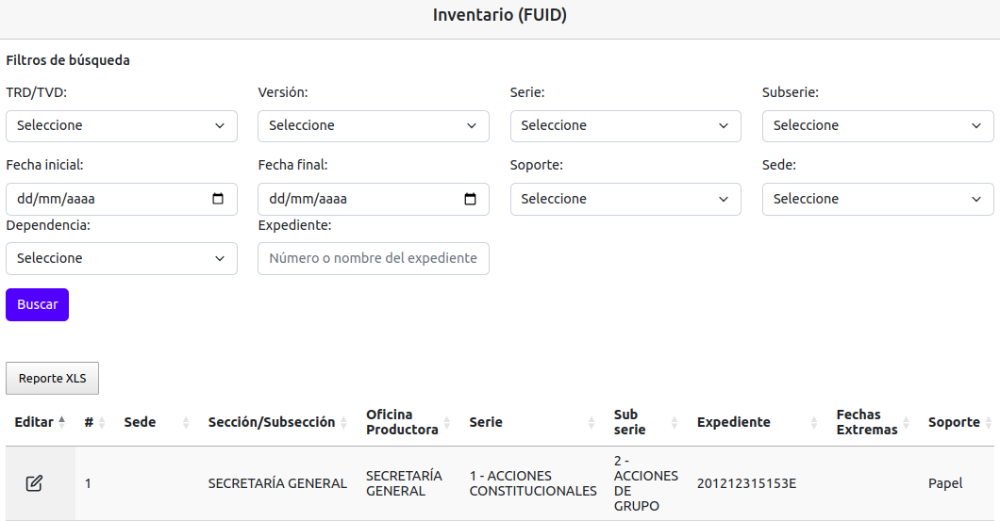 Inventario (FUID)
Filtros de búsqueda
TRD/TVD: Versión: Serie: Subserie:
Seleccione Seleccione Seleccione Seleccione
Fecha inicial: Fecha final: Soporte: Sede:
dd/mm/aaaa dd/mm/aaaa Seleccione Seleccione
Dependencia: Expediente:
Seleccione Número o nombre del expediente
Buscar
Reporte XLS
Editar # Sede Sección/Subsección Oficina Productora Serie Sub serie Expediente Fechas Extremas Soporte
1 SECRETARÍA GENERAL SECRETARÍA GENERAL 1 - ACCIONES CONSTITUCIONALES 2 - ACCIONES DE GRUPO 201212315153E Papel